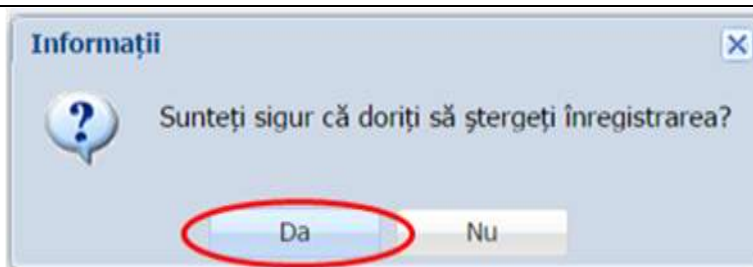 Informații
Sunteți sigur că doriți să ștergeți înregistrarea?
Da Nu